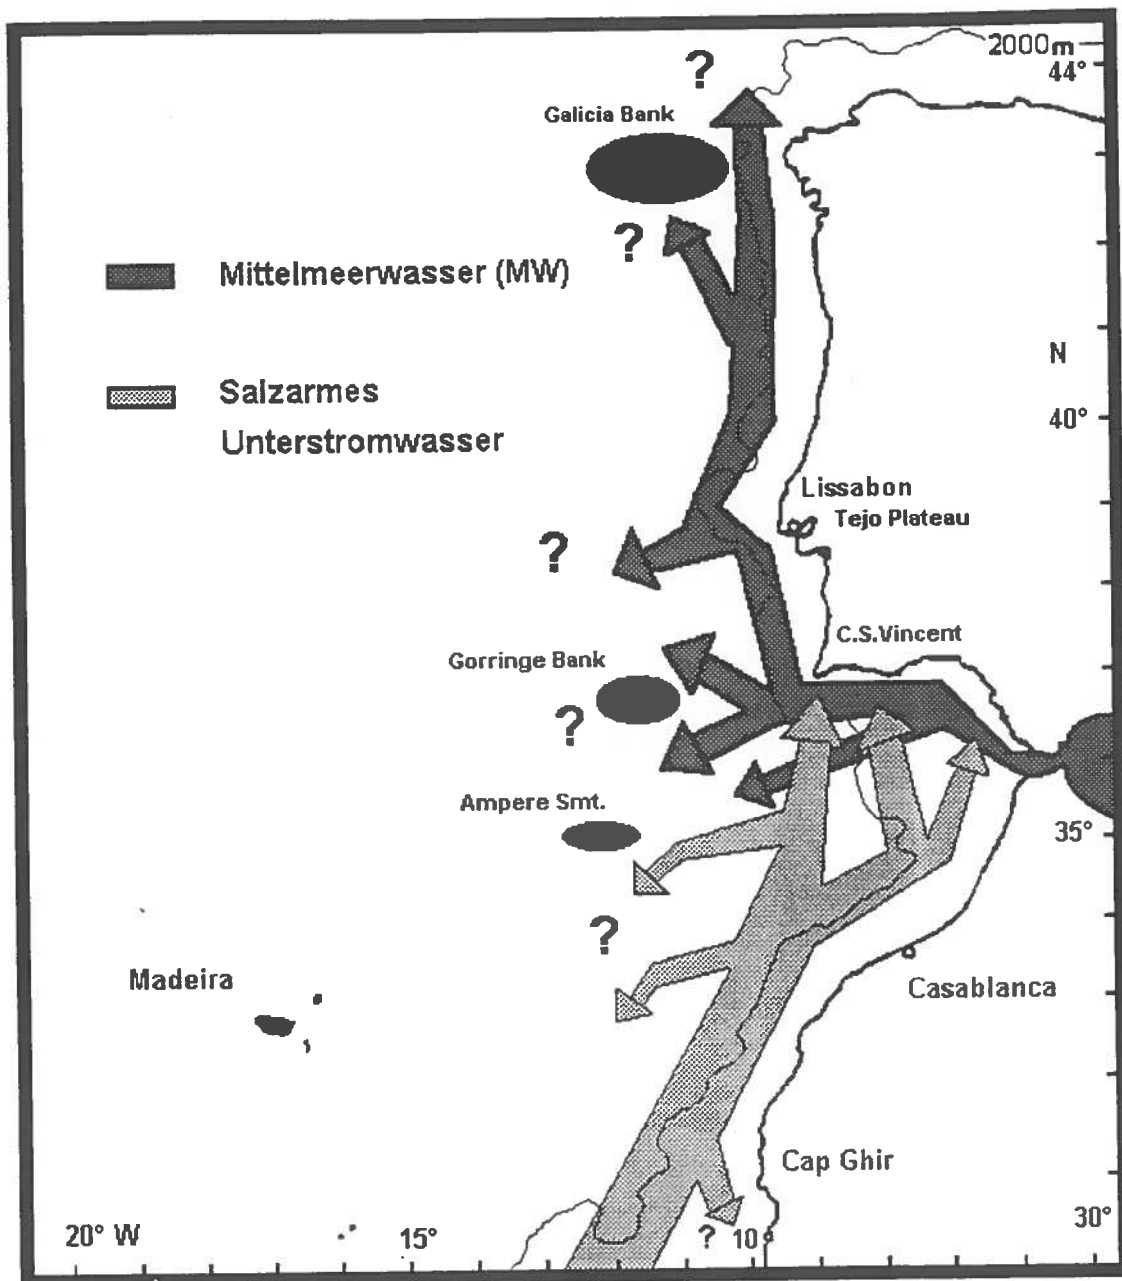 2000m
44°
?
Galicia Bank
?
Mittelmeerwasser (MW)
N
Salzarmes
Unterstromwasser
40°
Lissabon
Tejo Plateau
?
C.S.Vincent
Gorringe Bank
?
Ampere Smt.
35°
?
Madeira
Casablanca
Cap Ghir
20° W
15°
?
10°
30°